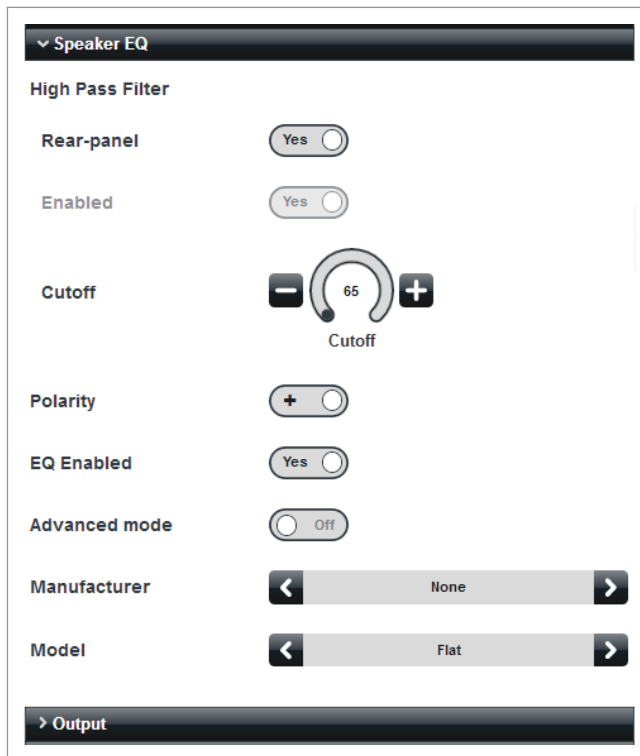 Speaker EQ
High Pass Filter
Rear-panel Yes
Enabled Yes
Cutoff 65
Cutoff
Polarity +
EQ Enabled Yes
Advanced mode Off
Manufacturer None
Model Flat
Output